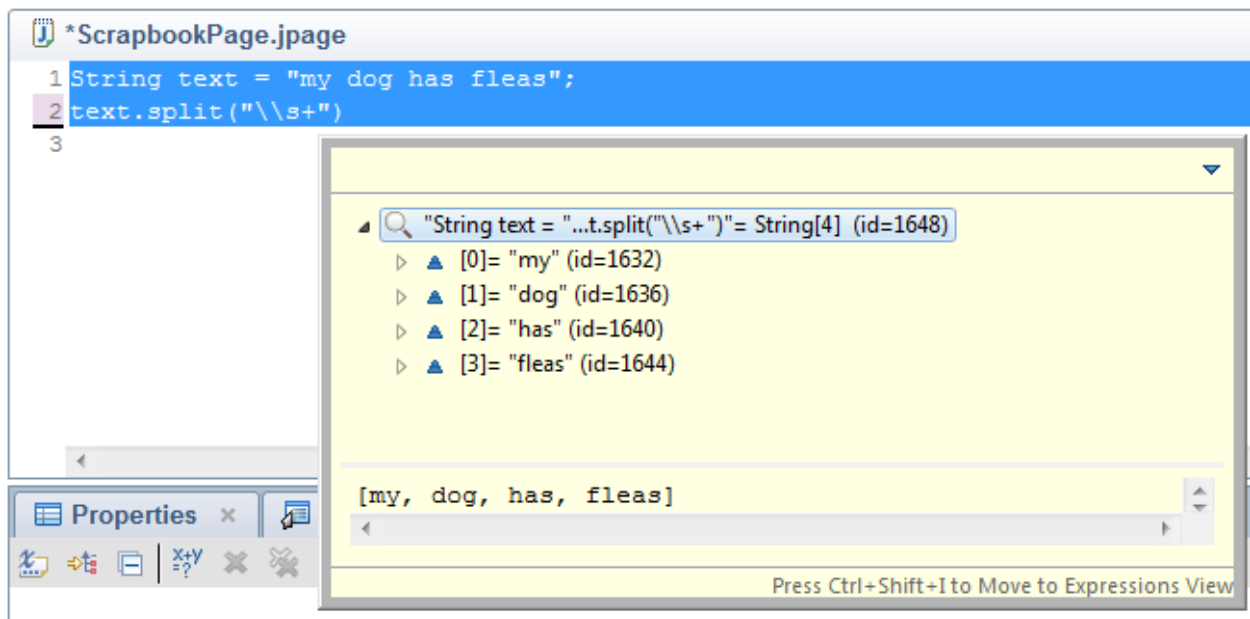 *ScrapbookPage.jpage
1 String text = "my dog has fleas";
2 text.split("\\s+")
3
"String text = "...t.split("\\s+")"= String[4] (id=1648)
[0]= "my" (id=1632)
[1]= "dog" (id=1636)
[2]= "has" (id=1640)
[3]= "fleas" (id=1644)
[my, dog, has, fleas]
Properties
x+y
=?
Press Ctrl+Shift+I to Move to Expressions View